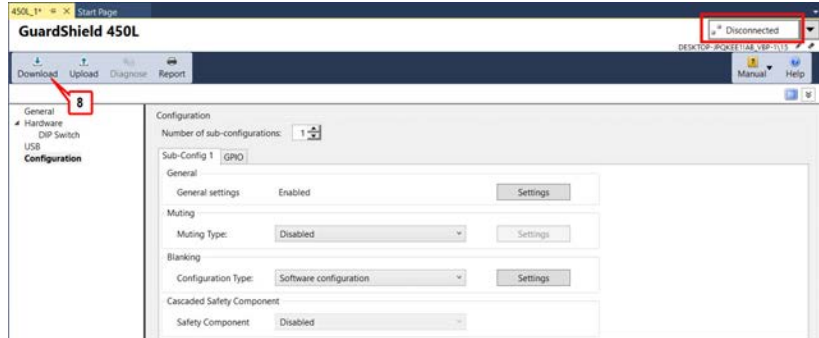 450L_1*
Start Page
GuardShield 450L
Disconnected
DESKTOP-JPQKEE1!AB_VBP-1\15
Download
Upload
Diagnose
Report
Manual
Help
8
General
Hardware
DIP Switch
USB
Configuration
Configuration
Number of sub-configurations: 1
Sub-Config 1 GPIO
General
General settings Enabled Settings
Muting
Muting Type: Disabled Settings
Blanking
Configuration Type: Software configuration Settings
Cascaded Safety Component
Safety Component Disabled